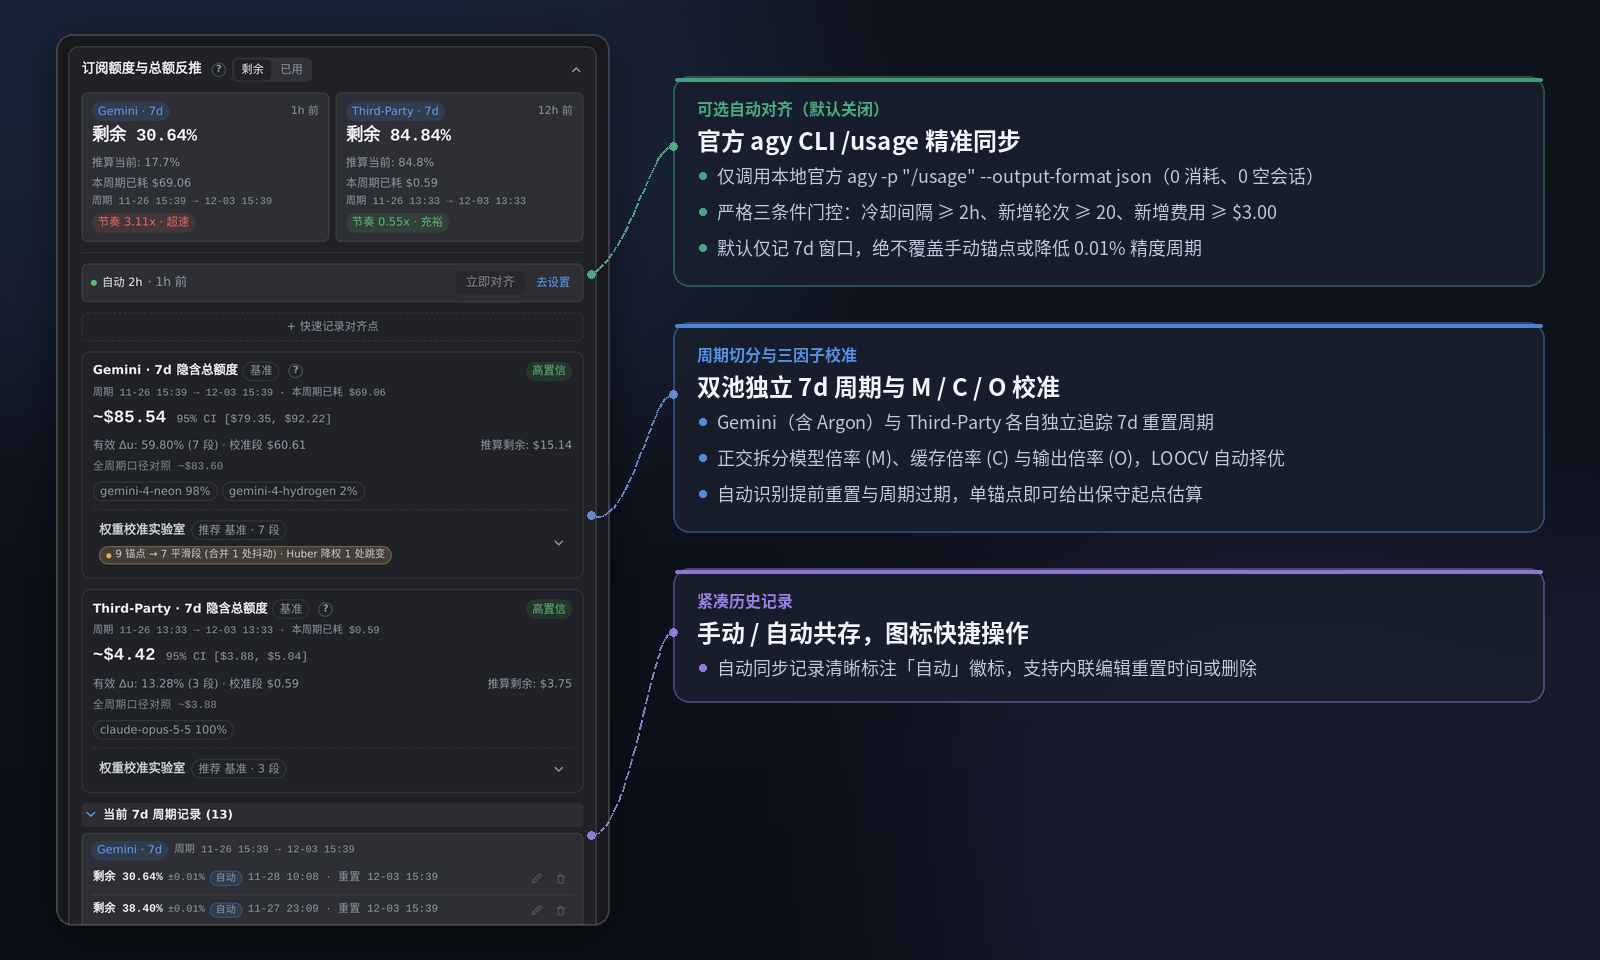 订阅额度与总额反推 ? 剩余 已用
Gemini · 7d 1h 前
剩余 30.64%
推算当前: 17.7%
本周期已耗 $69.06
周期 11-26 15:39 → 12-03 15:39
节奏 3.11x · 超速
Third-Party · 7d 12h 前
剩余 84.84%
推算当前: 84.8%
本周期已耗 $0.59
周期 11-26 13:33 → 12-03 13:33
节奏 0.55x · 充裕
自动 2h · 1h 前 立即对齐 去设置
+ 快速记录对齐点
Gemini · 7d 隐含总额度 基准 ? 高置信
周期 11-26 15:39 → 12-03 15:39 · 本周期已耗 $69.06
~$85.54 95% CI [$79.35, $92.22]
有效 Δu: 59.80% (7 段) · 校准段 $60.61 推算剩余: $15.14
全周期口径对照 ~$83.60
gemini-4-neon 98% gemini-4-hydrogen 2%
权重校准实验室 推荐 基准 · 7 段
9 锚点 → 7 平滑段 (合并 1 处抖动) · Huber 降权 1 处跳变
Third-Party · 7d 隐含总额度 基准 ? 高置信
周期 11-26 13:33 → 12-03 13:33 · 本周期已耗 $0.59
~$4.42 95% CI [$3.88, $5.04]
有效 Δu: 13.28% (3 段) · 校准段 $0.59 推算剩余: $3.75
全周期口径对照 ~$3.88
claude-opus-5-5 100%
权重校准实验室 推荐 基准 · 3 段
当前 7d 周期记录 (13)
Gemini · 7d 周期 11-26 15:39 → 12-03 15:39
剩余 30.64% ±0.01% 自动 11-28 10:08 · 重置 12-03 15:39
剩余 38.40% ±0.01% 自动 11-27 23:09 · 重置 12-03 15:39
可选自动对齐（默认关闭）
官方 agy CLI /usage 精准同步
仅调用本地官方 agy -p "/usage" --output-format json（0 消耗、0 空会话）
严格三条件门控：冷却间隔 ≥ 2h、新增轮次 ≥ 20、新增费用 ≥ $3.00
默认仅记 7d 窗口，绝不覆盖手动锚点或降低 0.01% 精度周期
周期切分与三因子校准
双池独立 7d 周期与 M / C / O 校准
Gemini（含 Argon）与 Third-Party 各自独立追踪 7d 重置周期
正交拆分模型倍率 (M)、缓存倍率 (C) 与输出倍率 (O)，LOOCV 自动择优
自动识别提前重置与周期过期，单锚点即可给出保守起点估算
紧凑历史记录
手动 / 自动共存，图标快捷操作
自动同步记录清晰标注「自动」徽标，支持内联编辑重置时间或删除